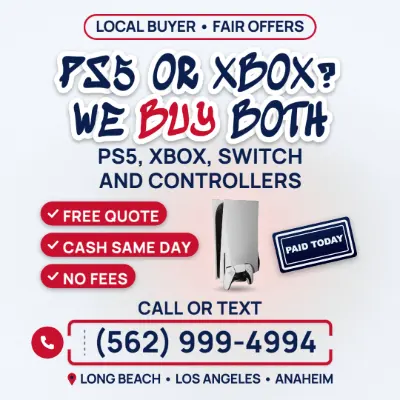 LOCAL BUYER • FAIR OFFERS
PS5 OR XBOX?
WE BUY BOTH
PS5, XBOX, SWITCH
AND CONTROLLERS
FREE QUOTE
CASH SAME DAY
NO FEES
PAID TODAY
CALL OR TEXT
(562) 999-4994
LONG BEACH • LOS ANGELES • ANAHEIM